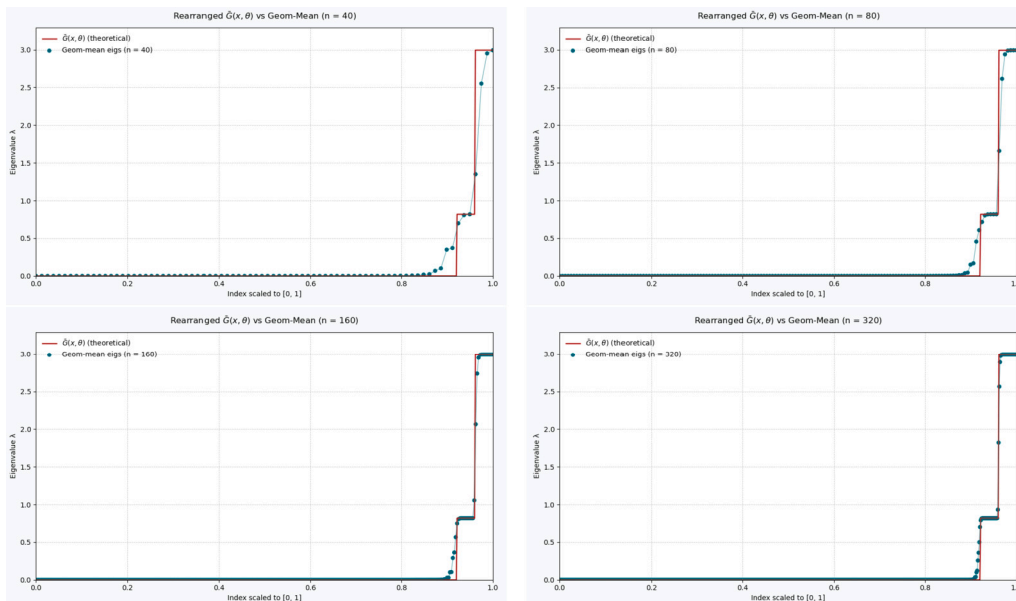 Rearranged G̃(x, θ) vs Geom-Mean (n = 40)
G̃(x, θ) (theoretical)
Geom-mean eigs (n = 40)
3.0
2.5
2.0
1.5
1.0
0.5
0.0
Eigenvalue λ
0.0 0.2 0.4 0.6 0.8 1.0
Index scaled to [0, 1]
Rearranged G̃(x, θ) vs Geom-Mean (n = 80)
G̃(x, θ) (theoretical)
Geom-mean eigs (n = 80)
3.0
2.5
2.0
1.5
1.0
0.5
0.0
Eigenvalue λ
0.0 0.2 0.4 0.6 0.8 1.0
Index scaled to [0, 1]
Rearranged G̃(x, θ) vs Geom-Mean (n = 160)
G̃(x, θ) (theoretical)
Geom-mean eigs (n = 160)
3.0
2.5
2.0
1.5
1.0
0.5
0.0
Eigenvalue λ
0.0 0.2 0.4 0.6 0.8 1.0
Index scaled to [0, 1]
Rearranged G̃(x, θ) vs Geom-Mean (n = 320)
G̃(x, θ) (theoretical)
Geom-mean eigs (n = 320)
3.0
2.5
2.0
1.5
1.0
0.5
0.0
Eigenvalue λ
0.0 0.2 0.4 0.6 0.8 1.0
Index scaled to [0, 1]